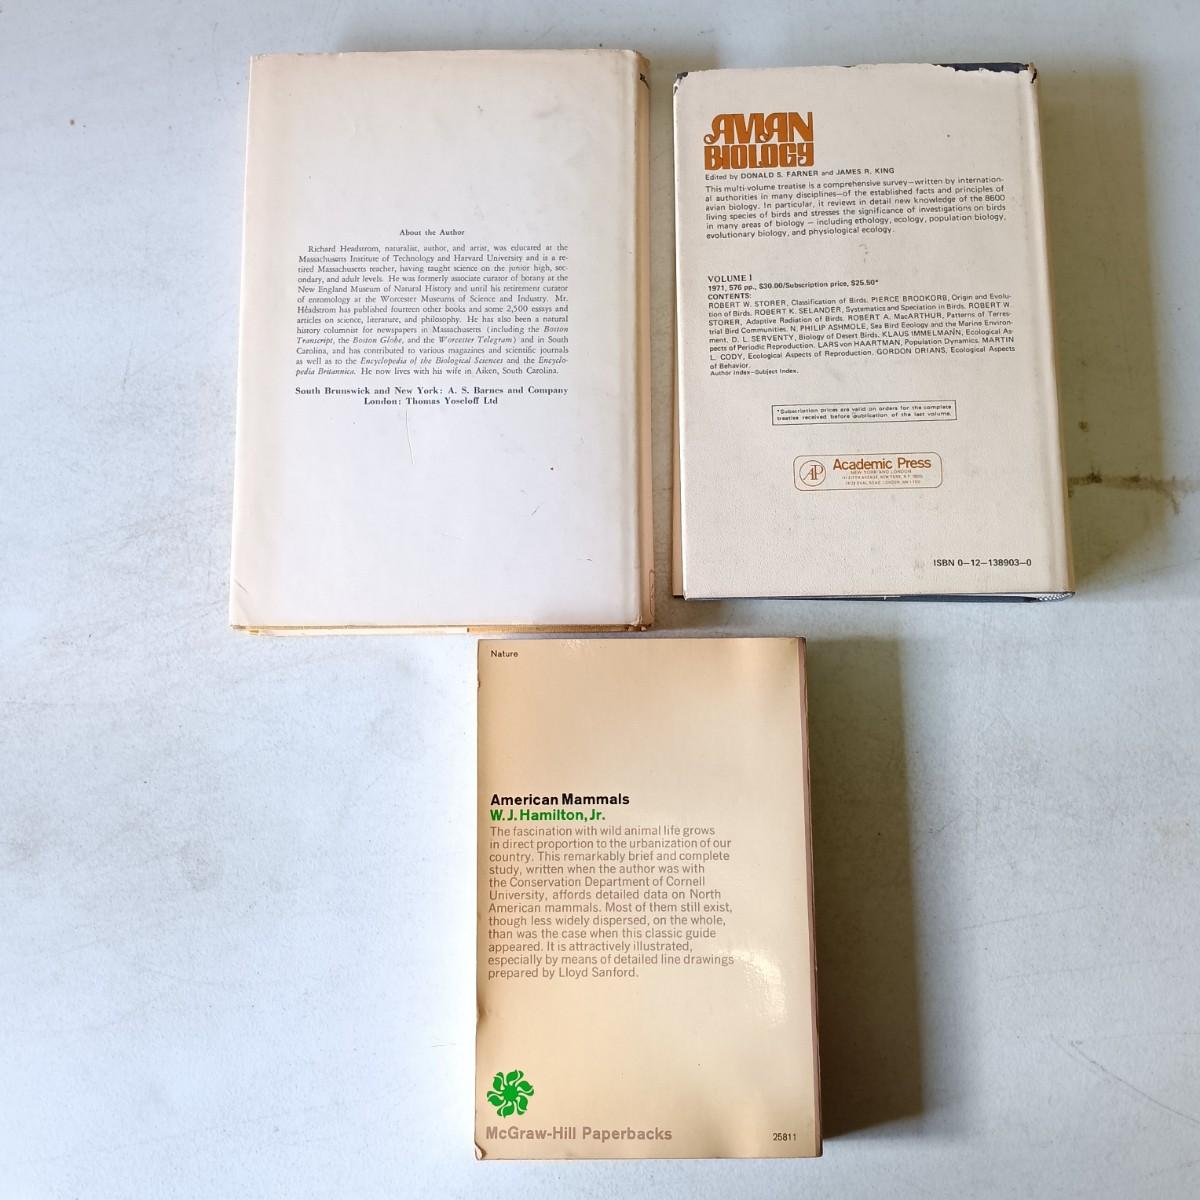 About the Author
Richard Headstrom, naturalist, author, and artist, was educated at the
Massachusetts Institute of Technology and Harvard University and is a re-
tired Massachusetts teacher, having taught science on the junior high, sec-
ondary, and adult levels. He was formerly associate curator of botany at the
New England Museum of Natural History and until his retirement curator
of entomology at the Worcester Museums of Science and Industry. Mr.
Headstrom has published fourteen other books and some 2,500 essays and
articles on science, literature, and philosophy. He has also been a natural
history columnist for newspapers in Massachusetts (including the Boston
Transcript, the Boston Globe, and the Worcester Telegram) and in South
Carolina, and has contributed to various magazines and scientific journals
as well as to the Encyclopedia of the Biological Sciences and the Encyclo-
pedia Britannica. He now lives with his wife in Aiken, South Carolina.
South Brunswick and New York: A. S. Barnes and Company
London: Thomas Yoseloff Ltd
AVIAN
BIOLOGY
Edited by DONALD S. FARNER and JAMES R. KING
This multi-volume treatise is a comprehensive survey—written by internation-
al authorities in many disciplines—of the established facts and principles of
avian biology. In particular, it reviews in detail new knowledge of the 8600
living species of birds and stresses the significance of investigations on birds
in many areas of biology — including ethology, ecology, population biology,
evolutionary biology, and physiological ecology.
VOLUME I
1971, 576 pp., $30.00/Subscription price, $25.50*
CONTENTS:
ROBERT W. STORER, Classification of Birds. PIERCE BRODKORB, Origin and Evolu-
tion of Birds. ROBERT K. SELANDER, Systematics and Speciation in Birds. ROBERT W.
STORER, Adaptive Radiation of Birds. ROBERT A. MacARTHUR, Patterns of Terres-
trial Bird Communities. N. PHILIP ASHMOLE, Sea Bird Ecology and the Marine Environ-
ment. D. L. SERVENTY, Biology of Desert Birds. KLAUS IMMELMANN, Ecological As-
pects of Periodic Reproduction. LARS von HAARTMAN, Population Dynamics. MARTIN
L. CODY, Ecological Aspects of Reproduction. GORDON ORIANS, Ecological Aspects
of Behavior.
Author Index—Subject Index.
*Subscription prices are valid on orders for the complete
treatise received before publication of the last volume.
AP
Academic Press
NEW YORK AND LONDON
111 FIFTH AVENUE, NEW YORK, N.Y. 10003
ISBN 0–12–138903–0
Nature
American Mammals
W. J. Hamilton, Jr.
The fascination with wild animal life grows
in direct proportion to the urbanization of our
country. This remarkably brief and complete
study, written when the author was with
the Conservation Department of Cornell
University, affords detailed data on North
American mammals. Most of them still exist,
though less widely dispersed, on the whole,
than was the case when this classic guide
appeared. It is attractively illustrated,
especially by means of detailed line drawings
prepared by Lloyd Sanford.
McGraw-Hill Paperbacks
25811